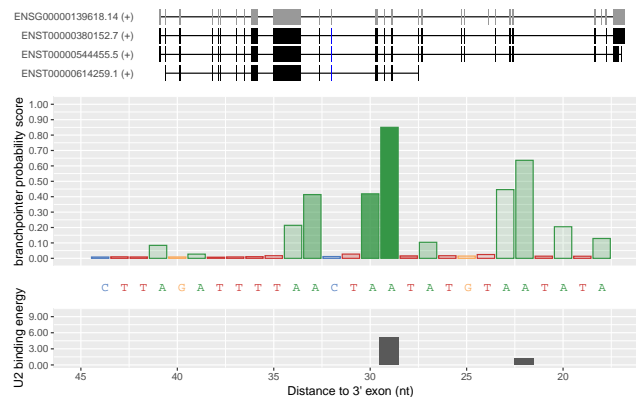 ENSG00000139618.14 (+)
ENST00000380152.7 (+)
ENST00000544455.5 (+)
ENST00000614259.1 (+)
branchpointer probability score
1.00
0.90
0.80
0.70
0.60
0.50
0.40
0.30
0.20
0.10
0.00
C T T A G A T T T T A A C T A A T A T G T A A T A T A
U2 binding energy
9.00
6.00
3.00
0.00
45 40 35 30 25 20
Distance to 3' exon (nt)